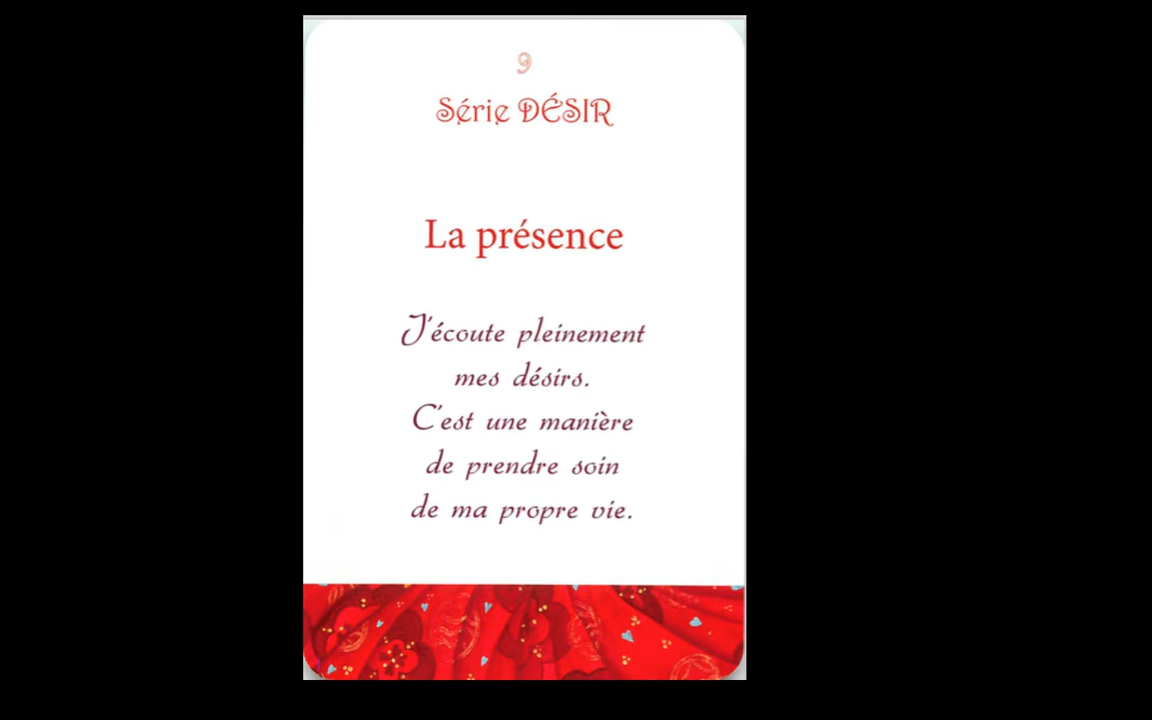 9
Série DÉSIR
La présence
J'écoute pleinement
mes désirs.
C'est une manière
de prendre soin
de ma propre vie.